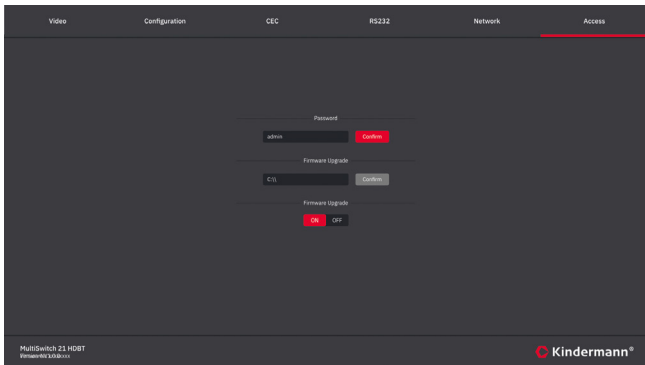 Video Configuration CEC RS232 Network Access
Password
admin Confirm
Firmware Upgrade
C:\\ Confirm
Firmware Upgrade
ON OFF
MultiSwitch 21 HDBT
Kindermann®